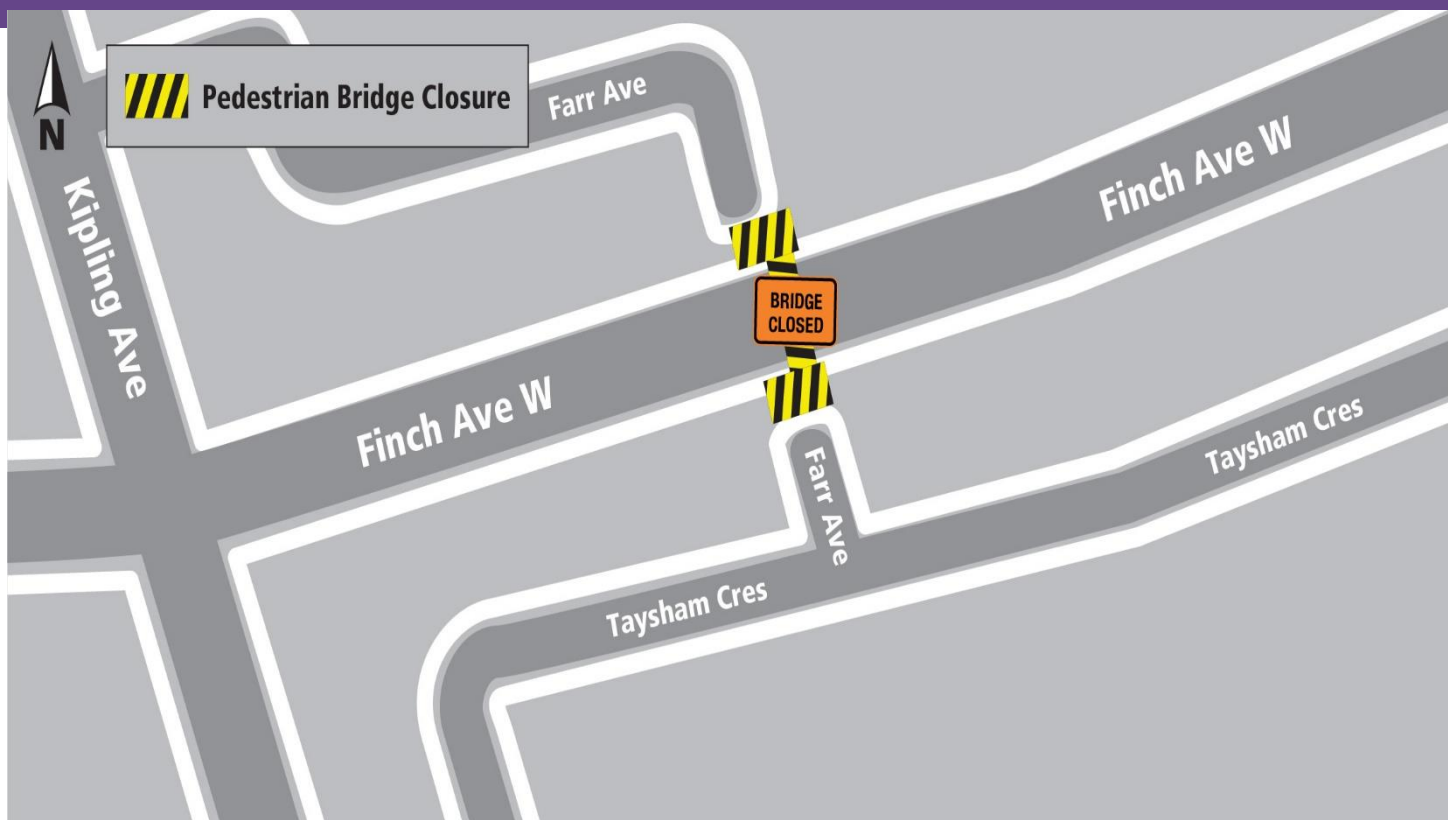 N
Pedestrian Bridge Closure
Farr Ave
Kipling Ave
Finch Ave W
BRIDGE
CLOSED
Finch Ave W
Farr Ave
Taysham Cres
Taysham Cres